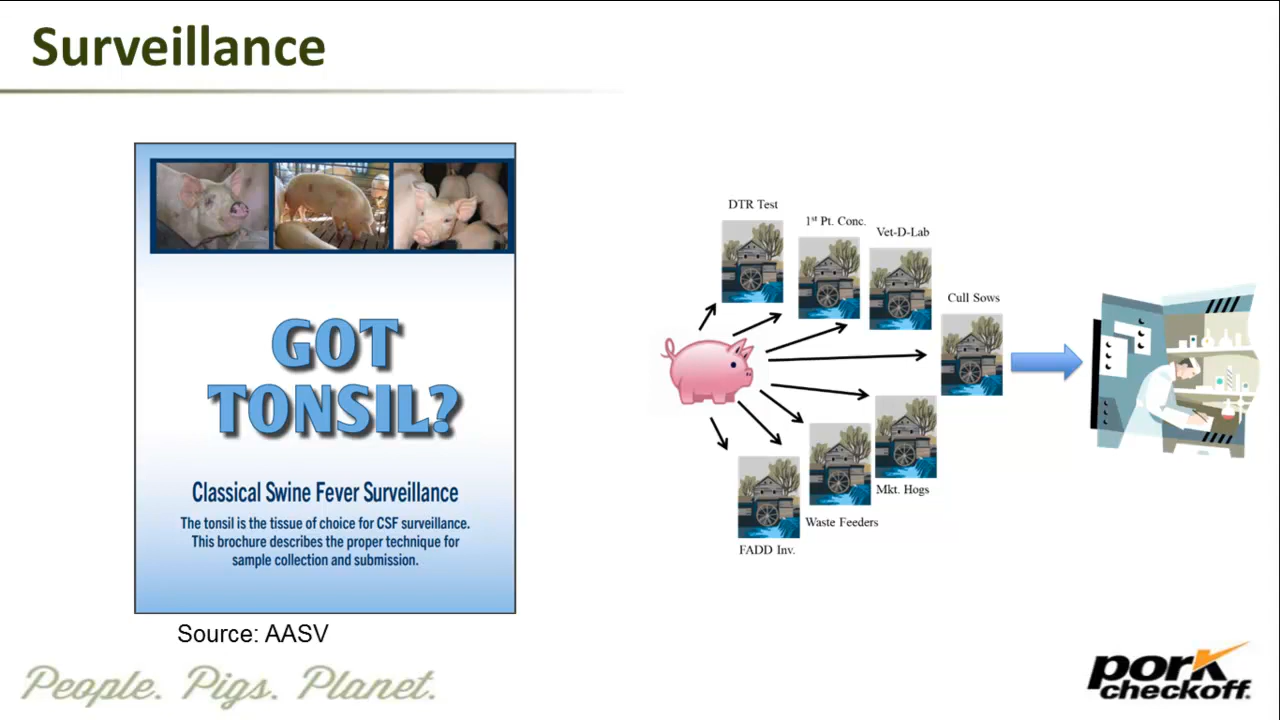 Surveillance
GOT
TONSIL?
Classical Swine Fever Surveillance
The tonsil is the tissue of choice for CSF surveillance.
This brochure describes the proper technique for
sample collection and submission.
Source: AASV
DTR Test
1st Pt. Conc.
Vet-D-Lab
Cull Sows
Mkt. Hogs
Waste Feeders
FADD Inv.
People. Pigs. Planet.
pork
checkoff.